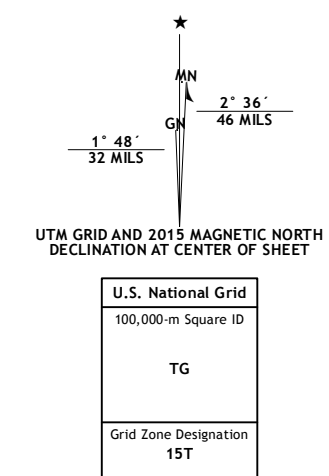 MN
GN
2° 36´
46 MILS
1° 48´
32 MILS
UTM GRID AND 2015 MAGNETIC NORTH
DECLINATION AT CENTER OF SHEET
U.S. National Grid
100,000-m Square ID
TG
Grid Zone Designation
15T